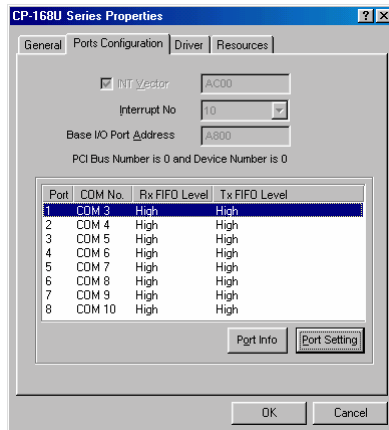 CP-168U Series Properties
General Ports Configuration Driver Resources
INT Vector AC00
Interrupt No 10
Base I/O Port Address A800
PCI Bus Number is 0 and Device Number is 0
Port COM No. Rx FIFO Level Tx FIFO Level
1 COM 3 High High
2 COM 4 High High
3 COM 5 High High
4 COM 6 High High
5 COM 7 High High
6 COM 8 High High
7 COM 9 High High
8 COM 10 High High
Port Info Port Setting
OK Cancel